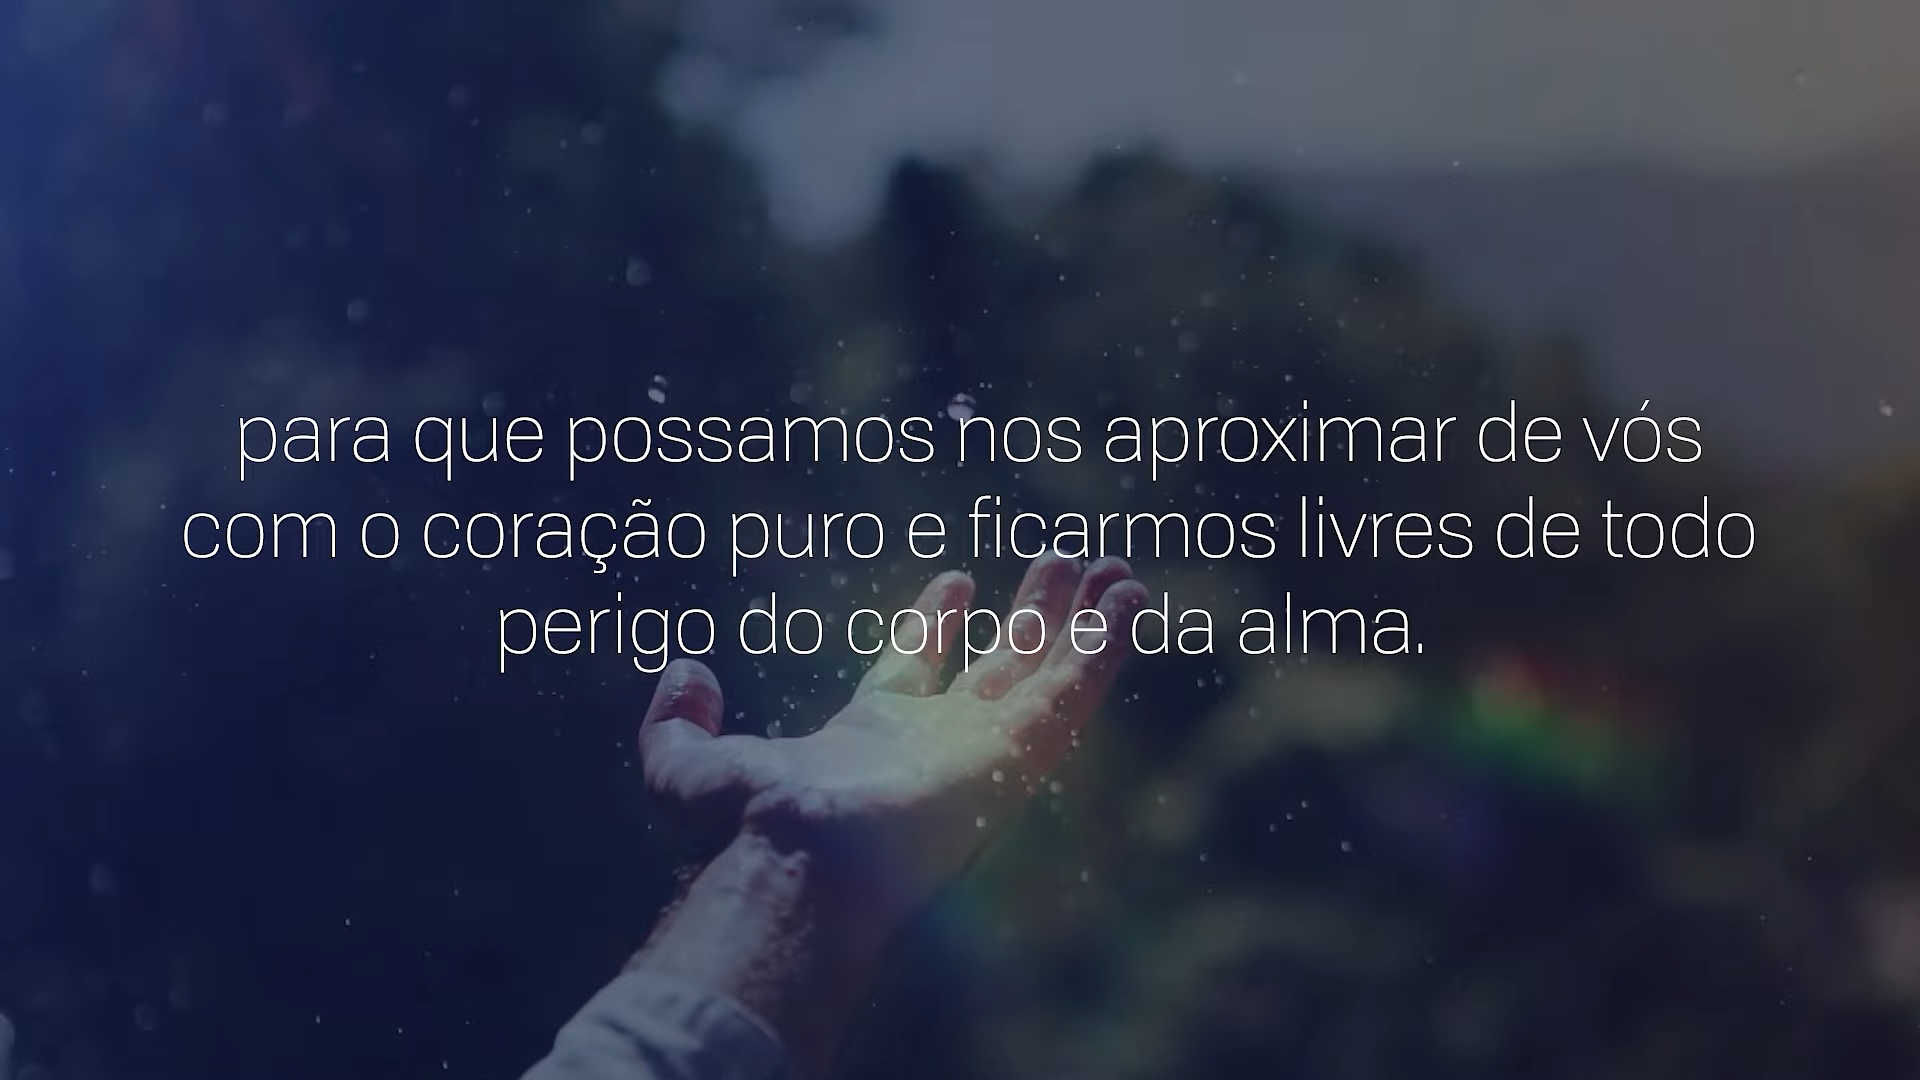 para que possamos nos aproximar de vós
com o coração puro e ficarmos livres de todo
perigo do corpo e da alma.